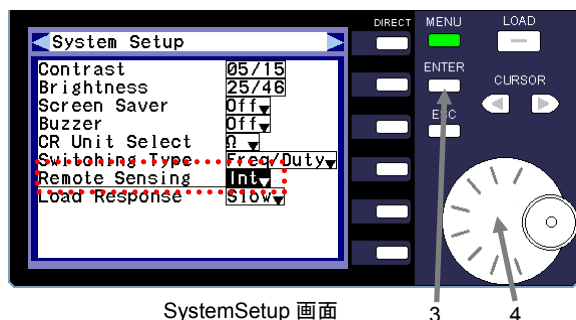 DIRECT MENU LOAD
System Setup
Contrast 05/15
Brightness 25/46
Screen Saver Off
Buzzer Off
CR Unit Select Ω
Switching Type Freq/Duty
Remote Sensing Int
Load Response Slow
ENTER
CURSOR
ESC
SystemSetup 画面
3 4